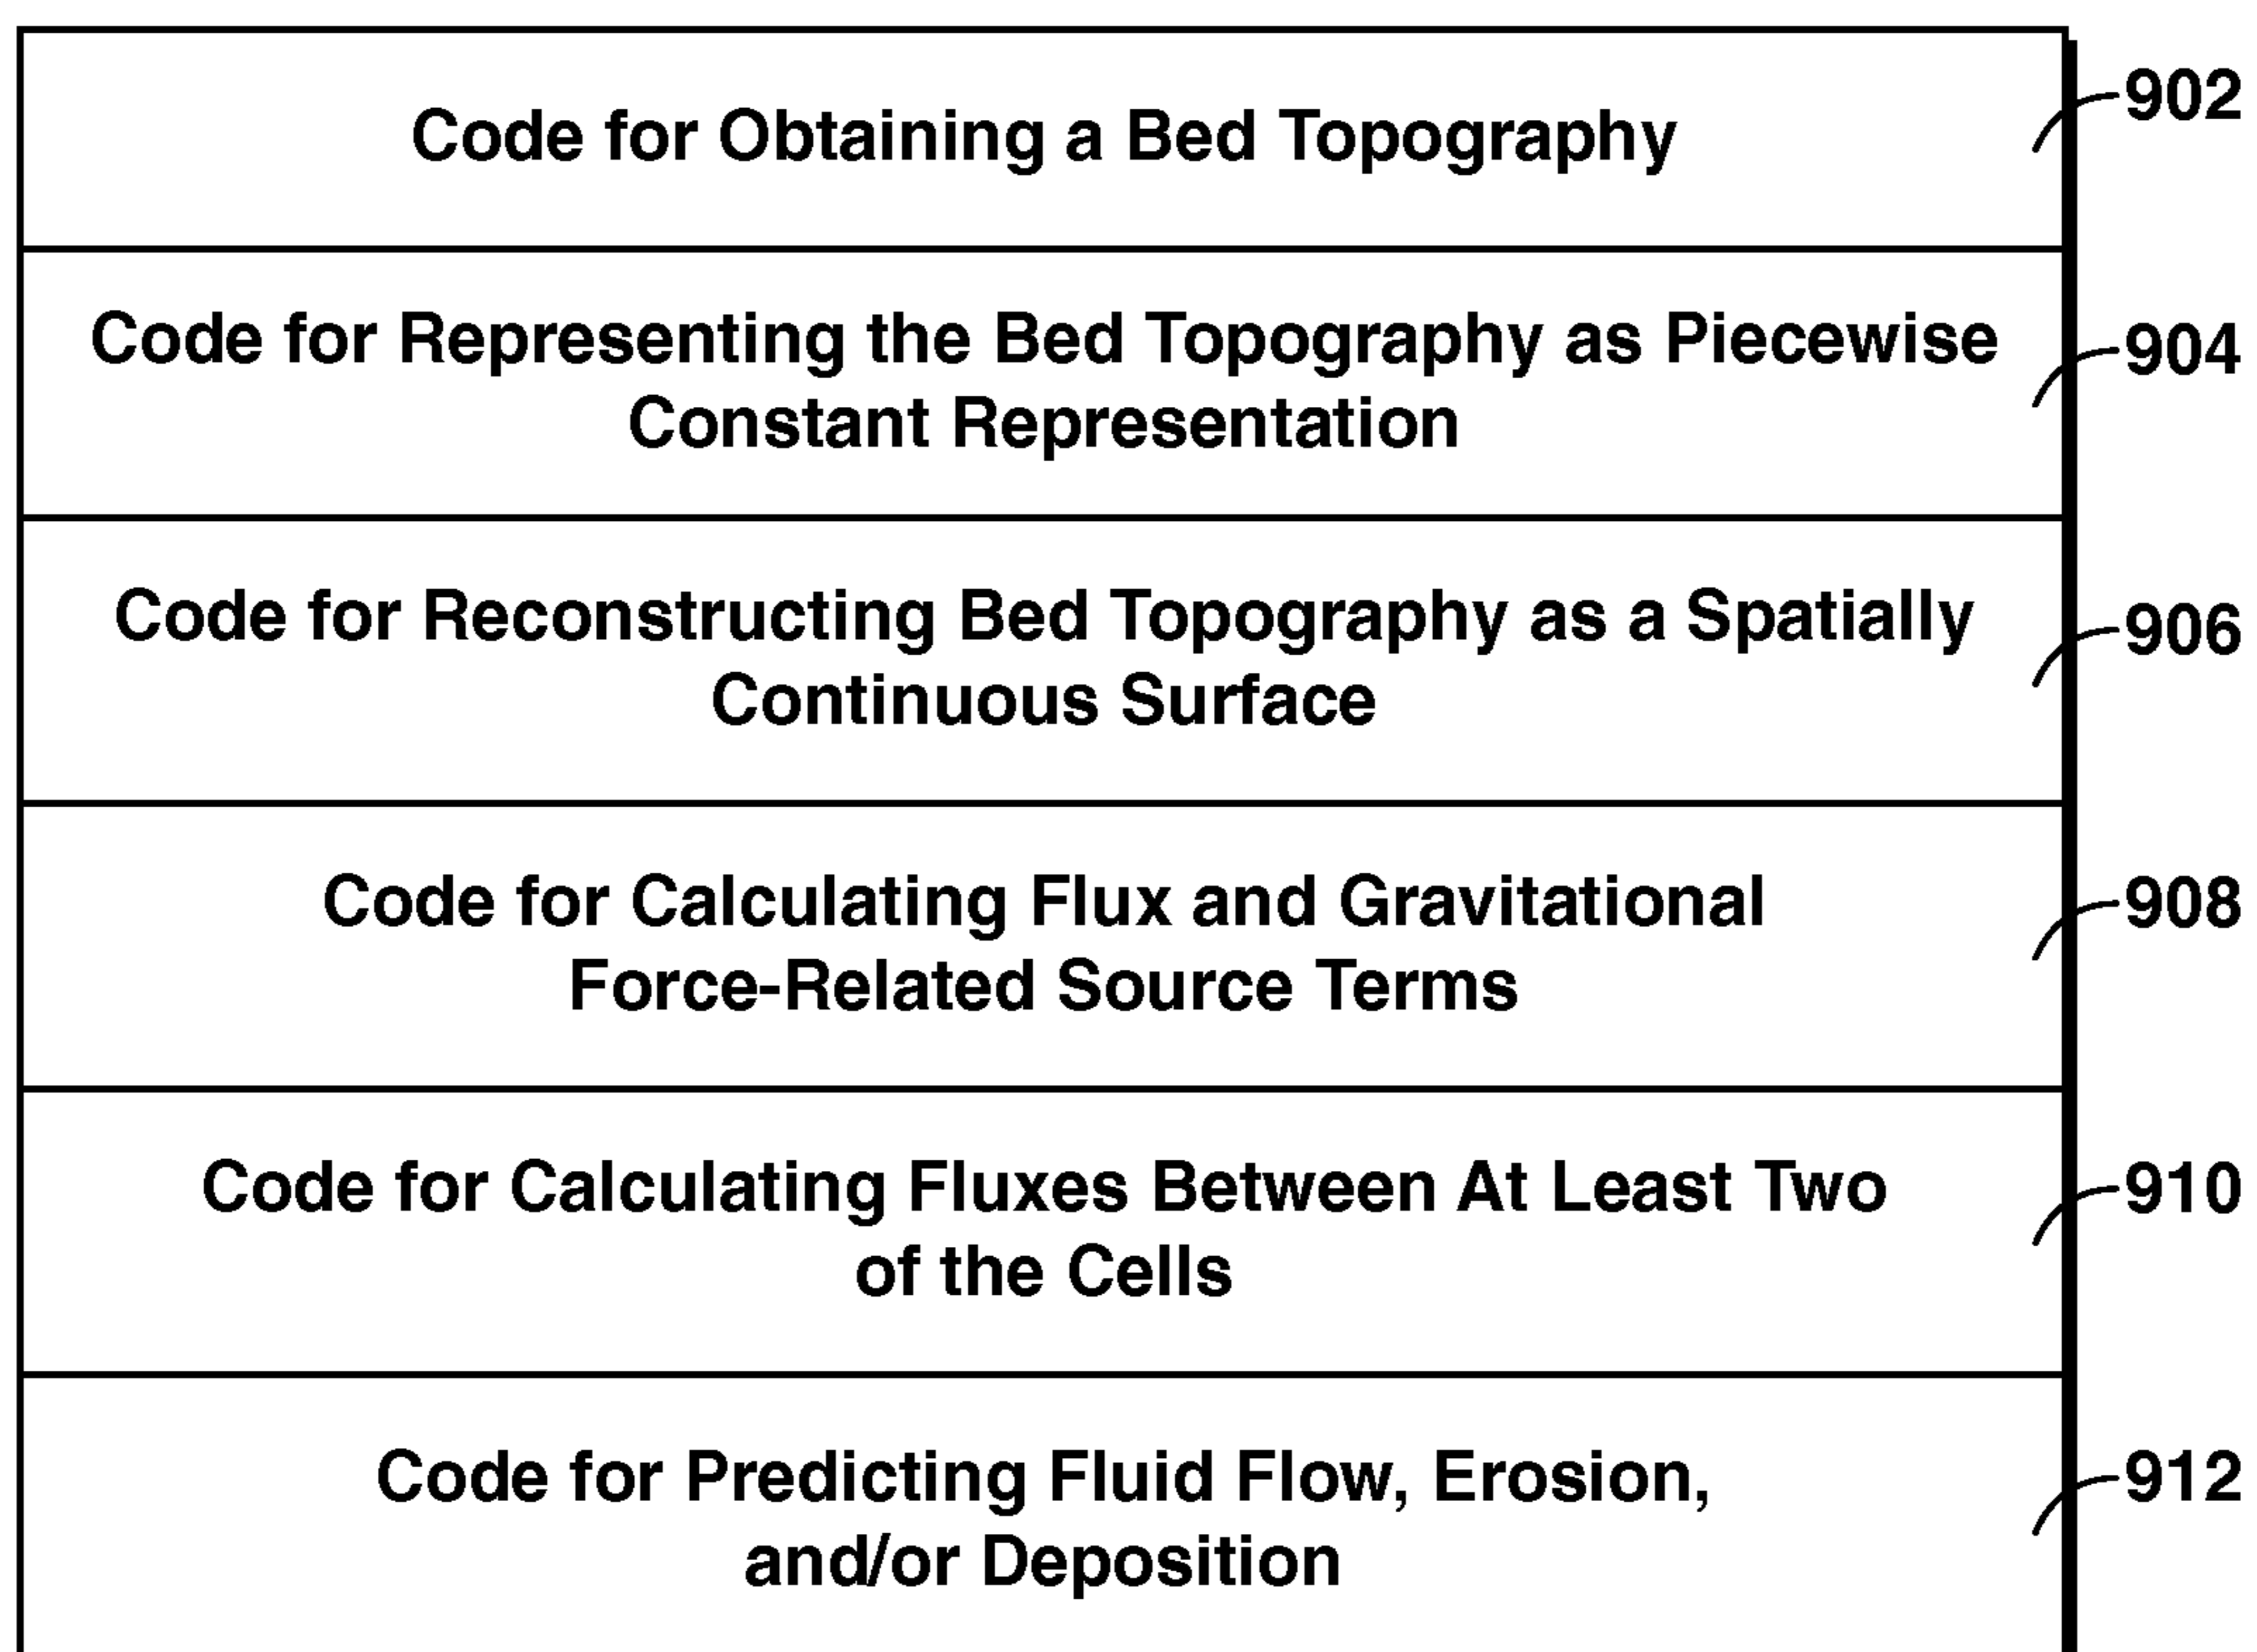 Code for Obtaining a Bed Topography
902
Code for Representing the Bed Topography as Piecewise
Constant Representation
904
Code for Reconstructing Bed Topography as a Spatially
Continuous Surface
906
Code for Calculating Flux and Gravitational
Force-Related Source Terms
908
Code for Calculating Fluxes Between At Least Two
of the Cells
910
Code for Predicting Fluid Flow, Erosion,
and/or Deposition
912